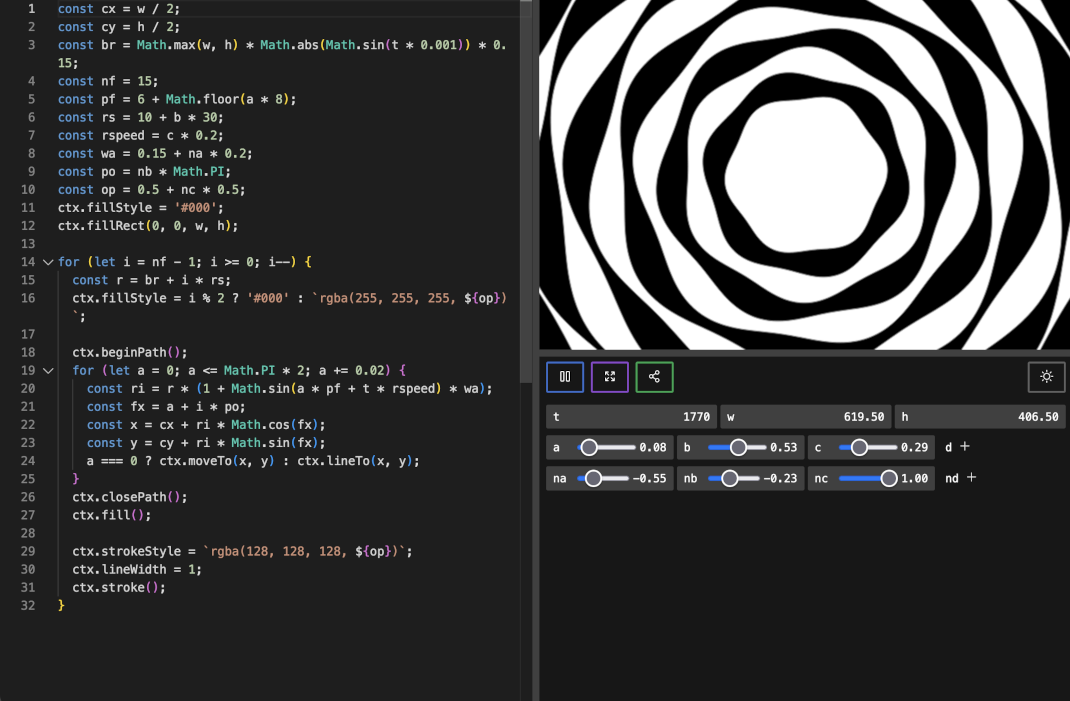 1 const cx = w / 2;
2 const cy = h / 2;
3 const br = Math.max(w, h) * Math.abs(Math.sin(t * 0.001)) * 0.
15;
4 const nf = 15;
5 const pf = 6 + Math.floor(a * 8);
6 const rs = 10 + b * 30;
7 const rspeed = c * 0.2;
8 const wa = 0.15 + na * 0.2;
9 const po = nb * Math.PI;
10 const op = 0.5 + nc * 0.5;
11 ctx.fillStyle = '#000';
12 ctx.fillRect(0, 0, w, h);
13
14 for (let i = nf - 1; i >= 0; i--) {
15 const r = br + i * rs;
16 ctx.fillStyle = i % 2 ? '#000' : `rgba(255, 255, 255, ${op})
`;
17
18 ctx.beginPath();
19 for (let a = 0; a <= Math.PI * 2; a += 0.02) {
20 const ri = r * (1 + Math.sin(a * pf + t * rspeed) * wa);
21 const fx = a + i * po;
22 const x = cx + ri * Math.cos(fx);
23 const y = cy + ri * Math.sin(fx);
24 a === 0 ? ctx.moveTo(x, y) : ctx.lineTo(x, y);
25 }
26 ctx.closePath();
27 ctx.fill();
28
29 ctx.strokeStyle = `rgba(128, 128, 128, ${op})`;
30 ctx.lineWidth = 1;
31 ctx.stroke();
32 }
t 1770 w 619.50 h 406.50
a 0.08 b 0.53 c 0.29 d +
na -0.55 nb -0.23 nc 1.00 nd +